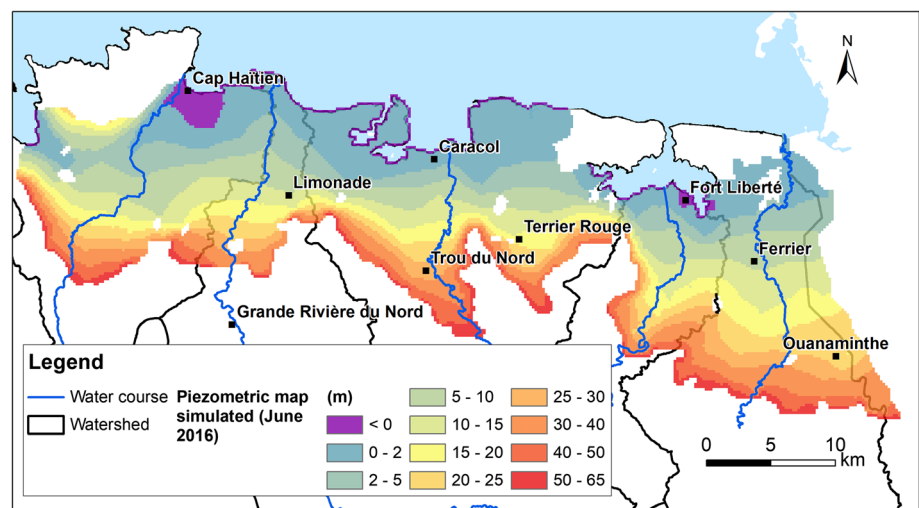 N
Cap Haïtien
Caracol
Limonade
Fort Liberté
Terrier Rouge
Ferrier
Trou du Nord
Grande Rivière du Nord
Ouanaminthe
Legend
Water course
Watershed
Piezometric map
simulated (June
2016)
(m)
< 0
0 - 2
2 - 5
5 - 10
10 - 15
15 - 20
20 - 25
25 - 30
30 - 40
40 - 50
50 - 65
0 5 10
km